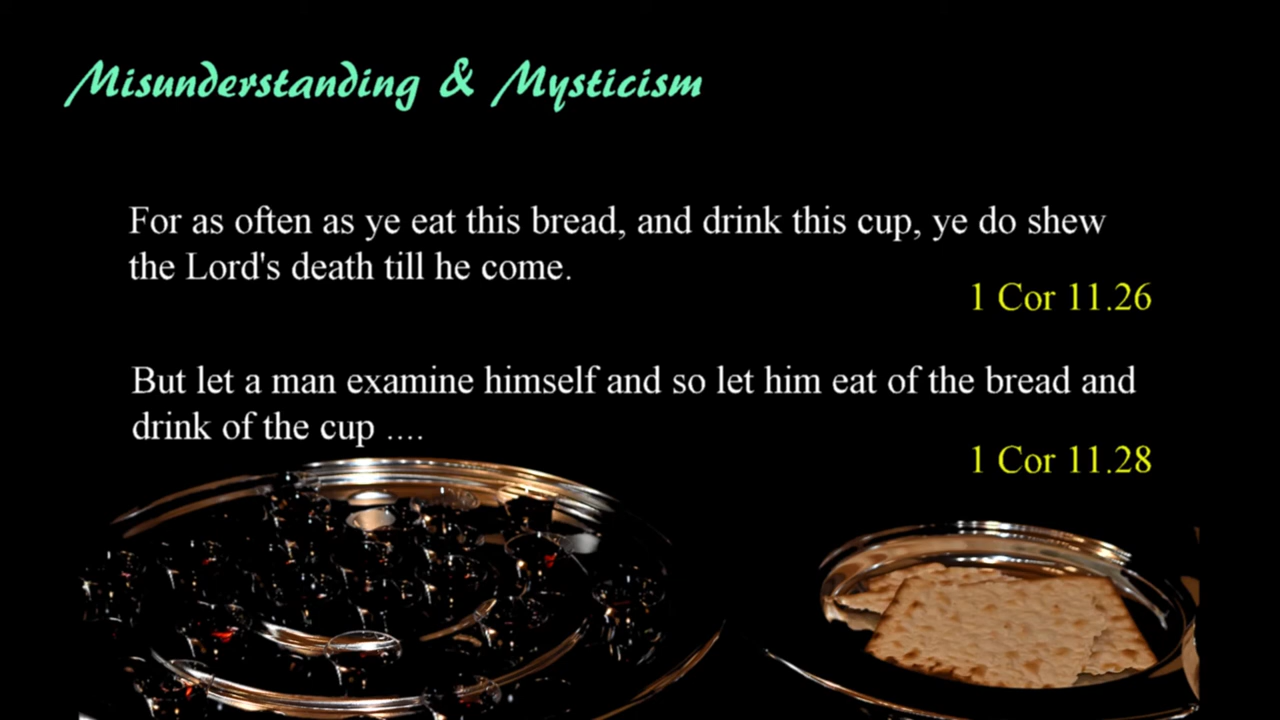 Misunderstanding & Mysticism
For as often as ye eat this bread, and drink this cup, ye do shew
the Lord's death till he come.
1 Cor 11.26
But let a man examine himself and so let him eat of the bread and
drink of the cup ....
1 Cor 11.28